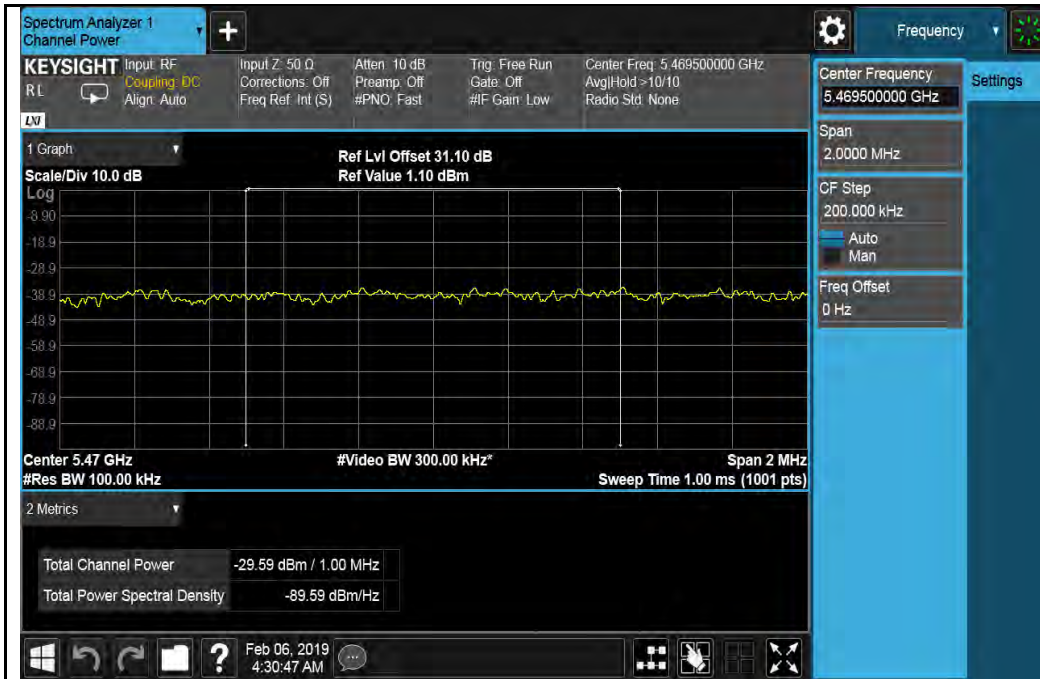 Spectrum Analyzer 1
Channel Power
+
Frequency
KEYSIGHT
RL
LXI
Input: RF
Coupling: DC
Align: Auto
Input Z: 50 Ω
Corrections: Off
Freq Ref: Int (S)
Atten: 10 dB
Preamp: Off
#PNO: Fast
Trig: Free Run
Gate: Off
#IF Gain: Low
Center Freq: 5.469500000 GHz
Avg|Hold >10/10
Radio Std: None
Center Frequency
5.469500000 GHz
Settings
Span
2.0000 MHz
CF Step
200.000 kHz
Auto
Man
Freq Offset
0 Hz
1 Graph
Scale/Div 10.0 dB
Ref Lvl Offset 31.10 dB
Ref Value 1.10 dBm
Log
-8.90
-18.9
-28.9
-38.9
-48.9
-58.9
-68.9
-78.9
-88.9
Center 5.47 GHz
#Video BW 300.00 kHz*
Span 2 MHz
#Res BW 100.00 kHz
Sweep Time 1.00 ms (1001 pts)
2 Metrics
Total Channel Power -29.59 dBm / 1.00 MHz
Total Power Spectral Density -89.59 dBm/Hz
?
Feb 06, 2019
4:30:47 AM